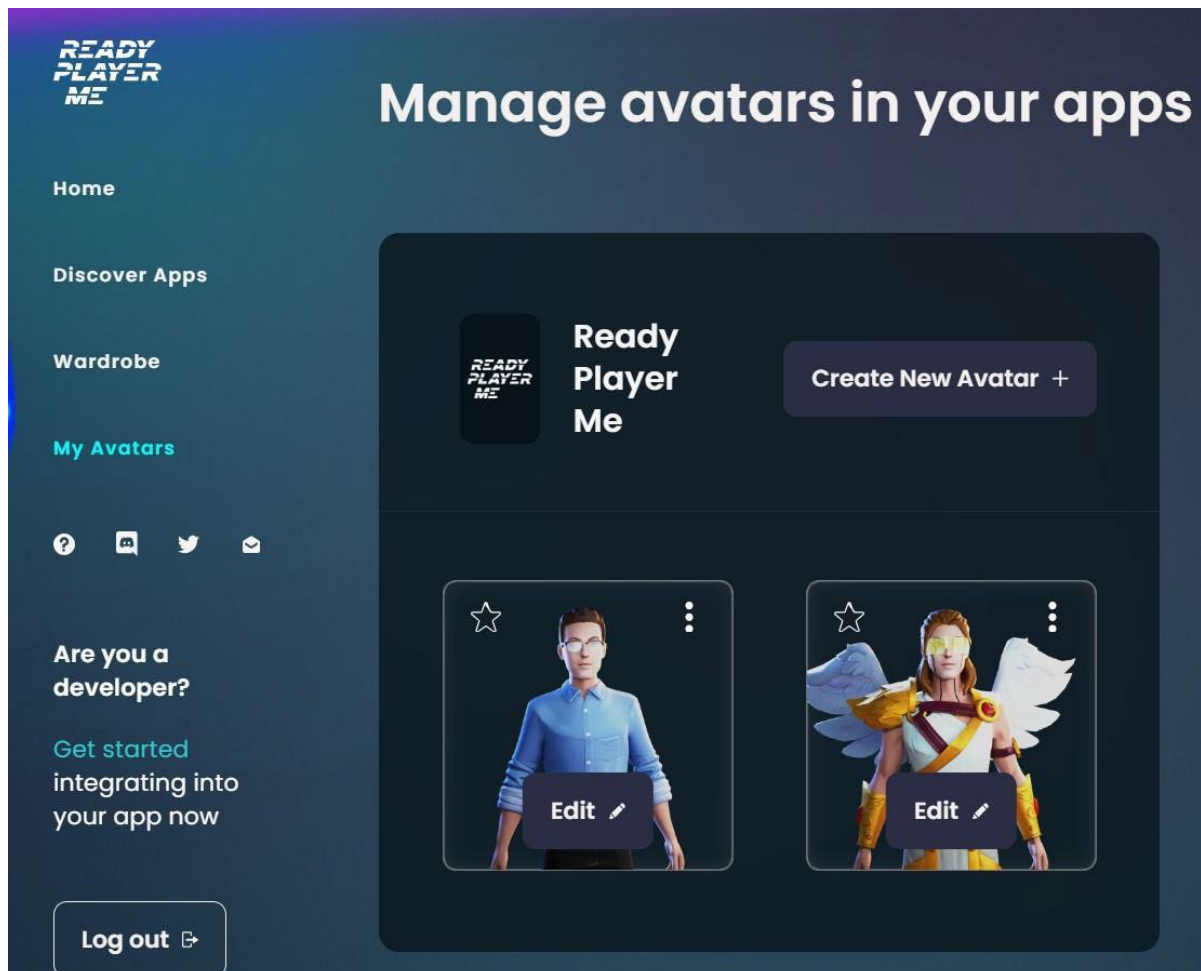 READY
PLAYER
ME
Home
Discover Apps
Wardrobe
My Avatars
Are you a
developer?
Get started
integrating into
your app now
Log out
Manage avatars in your apps
READY
PLAYER
ME
Ready
Player
Me
Create New Avatar +
Edit
Edit